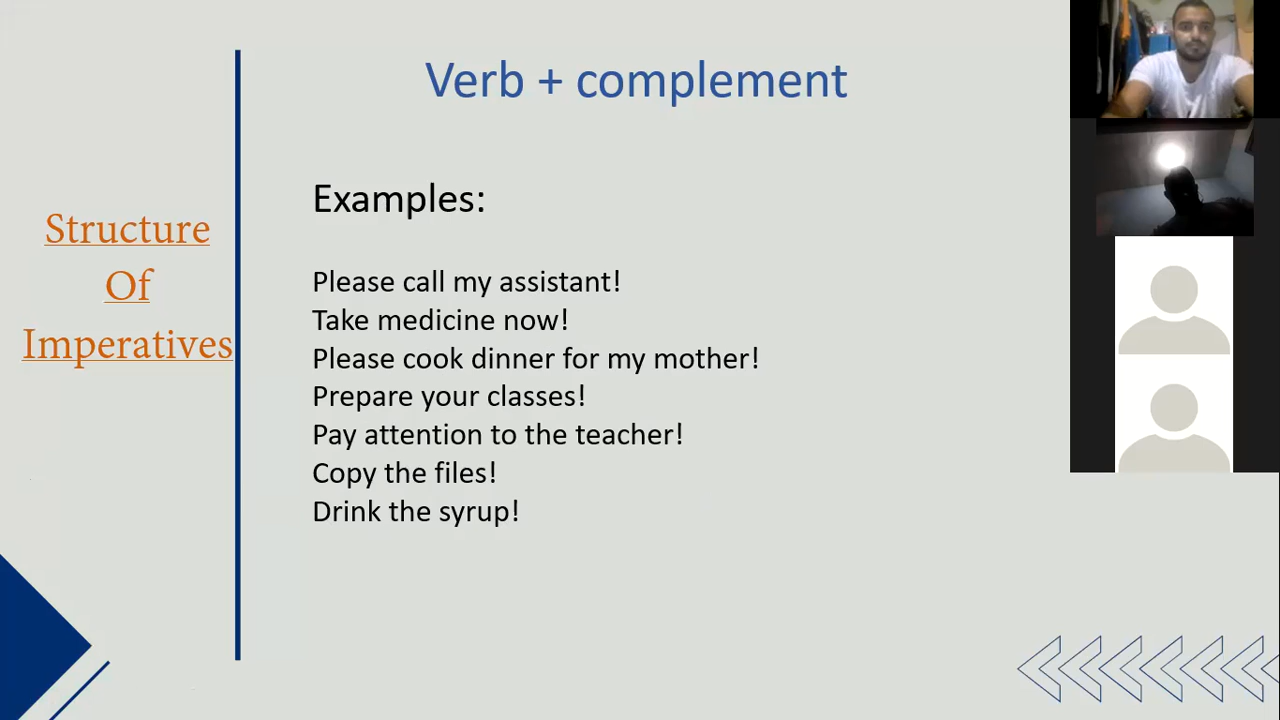 Verb + complement
Structure
Of
Imperatives
Examples:
Please call my assistant!
Take medicine now!
Please cook dinner for my mother!
Prepare your classes!
Pay attention to the teacher!
Copy the files!
Drink the syrup!